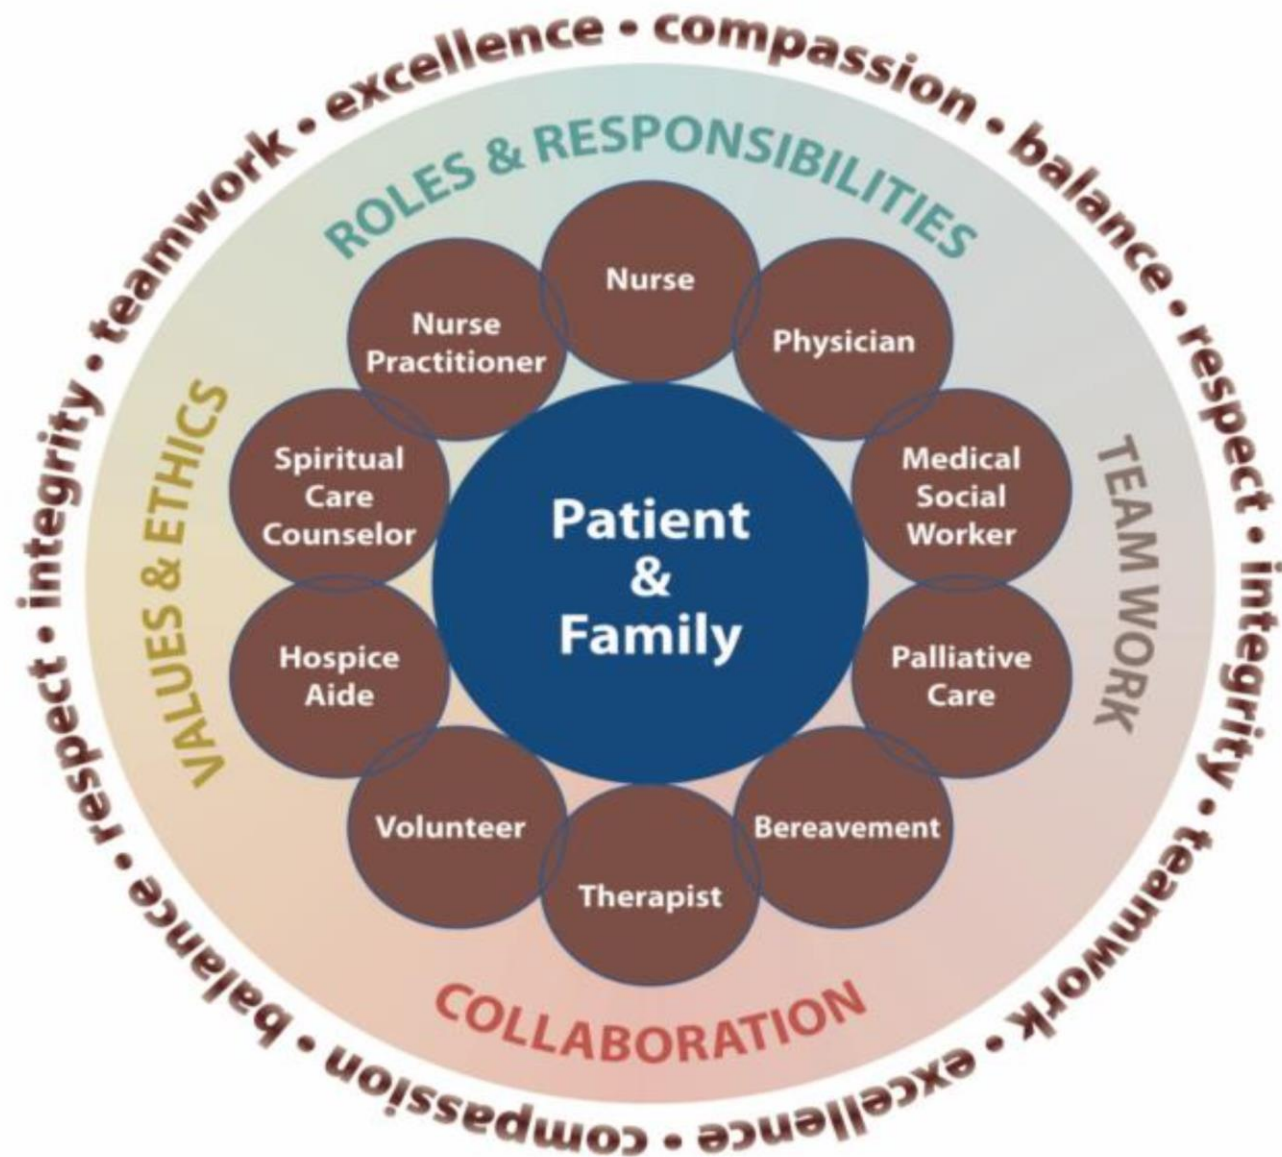 excellence • compassion • balance • respect • integrity • teamwork • excellence • compassion • balance • respect • integrity • teamwork •
ROLES & RESPONSIBILITIES
TEAM WORK
COLLABORATION
VALUES & ETHICS
Nurse
Physician
Medical
Social
Worker
Palliative
Care
Bereavement
Therapist
Volunteer
Hospice
Aide
Spiritual
Care
Counselor
Nurse
Practitioner
Patient
&
Family